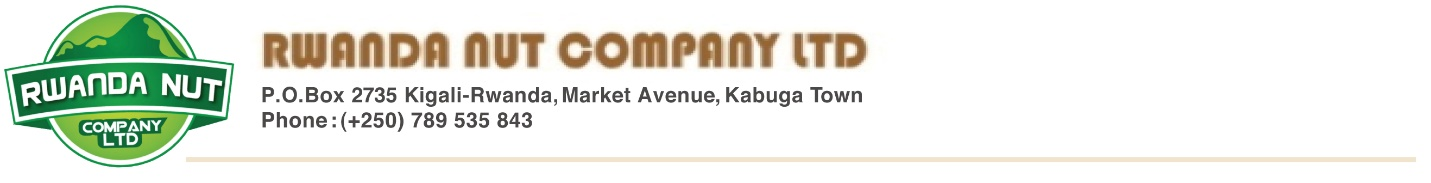 RWANDA NUT
COMPANY
LTD
RWANDA NUT COMPANY LTD
P.O.Box 2735 Kigali-Rwanda, Market Avenue, Kabuga Town
Phone : (+250) 789 535 843